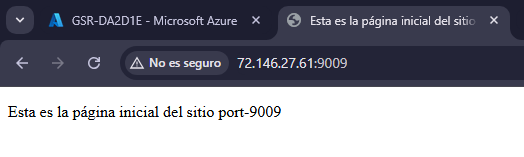 GSR-DA2D1E - Microsoft Azure
Esta es la página inicial del sitio
No es seguro
72.146.27.61:9009
Esta es la página inicial del sitio port-9009